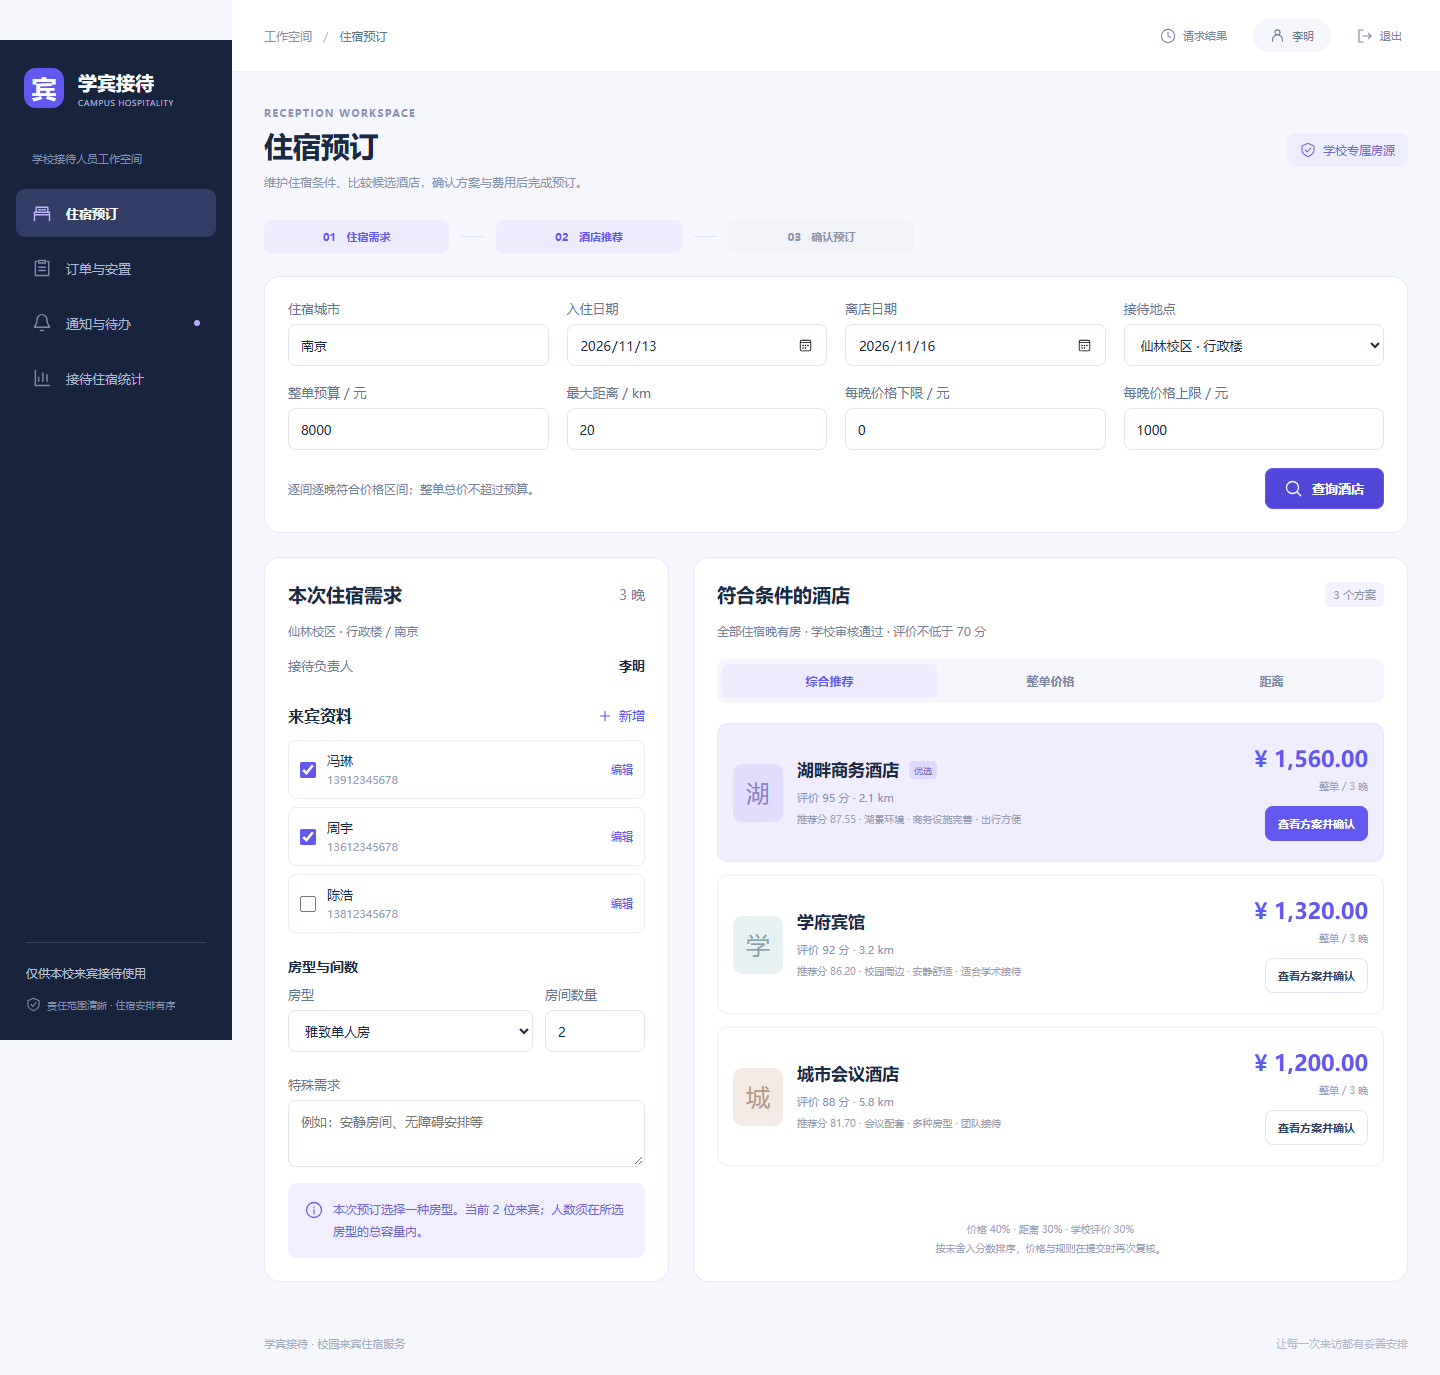 宾
学宾接待
CAMPUS HOSPITALITY
学校接待人员工作空间
住宿预订
订单与安置
通知与待办
接待住宿统计
仅供本校来宾接待使用
责任范围清晰 · 住宿安排有序
工作空间 / 住宿预订
请求结果
李明
退出
RECEPTION WORKSPACE
住宿预订
维护住宿条件、比较候选酒店，确认方案与费用后完成预订。
学校专属房源
01 住宿需求
02 酒店推荐
03 确认预订
住宿城市
南京
入住日期
2026/11/13
离店日期
2026/11/16
接待地点
仙林校区 · 行政楼
整单预算 / 元
8000
最大距离 / km
20
每晚价格下限 / 元
0
每晚价格上限 / 元
1000
逐间逐晚符合价格区间；整单总价不超过预算。
查询酒店
本次住宿需求
3 晚
仙林校区 · 行政楼 / 南京
接待负责人
李明
来宾资料
新增
冯琳
13912345678
编辑
周宇
13612345678
编辑
陈浩
13812345678
编辑
房型与间数
房型
雅致单人房
房间数量
2
特殊需求
例如：安静房间、无障碍安排等
本次预订选择一种房型。当前 2 位来宾；人数须在所选
房型的总容量内。
符合条件的酒店
3 个方案
全部住宿晚有房 · 学校审核通过 · 评价不低于 70 分
综合推荐
整单价格
距离
湖
湖畔商务酒店
优选
评价 95 分 · 2.1 km
推荐分 87.55 · 湖景环境 · 商务设施完善 · 出行方便
¥ 1,560.00
整单 / 3 晚
查看方案并确认
学
学府宾馆
评价 92 分 · 3.2 km
推荐分 86.20 · 校园周边 · 安静舒适 · 适合学术接待
¥ 1,320.00
整单 / 3 晚
查看方案并确认
城
城市会议酒店
评价 88 分 · 5.8 km
推荐分 81.70 · 会议配套 · 多种房型 · 团队接待
¥ 1,200.00
整单 / 3 晚
查看方案并确认
价格 40% · 距离 30% · 学校评价 30%
按未舍入分数排序，价格与规则在提交时再次复核。
学宾接待 · 校园来宾住宿服务
让每一次来访都有妥善安排